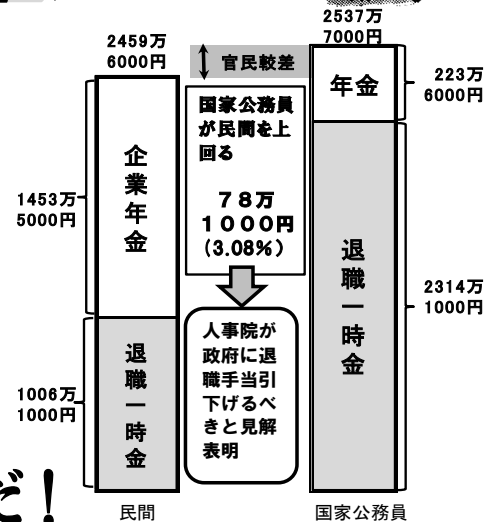 2459万
6000円
企業年金
1453万
5000円
退職一時金
1006万
1000円
民間
官民較差
国家公務員
が民間を上
回る
７８万
１０００円
(3.08%)
人事院が
政府に退
職手当引
下げるべ
きと見解
表明
2537万
7000円
年金
223万
6000円
退職一時金
2314万
1000円
国家公務員
だ！